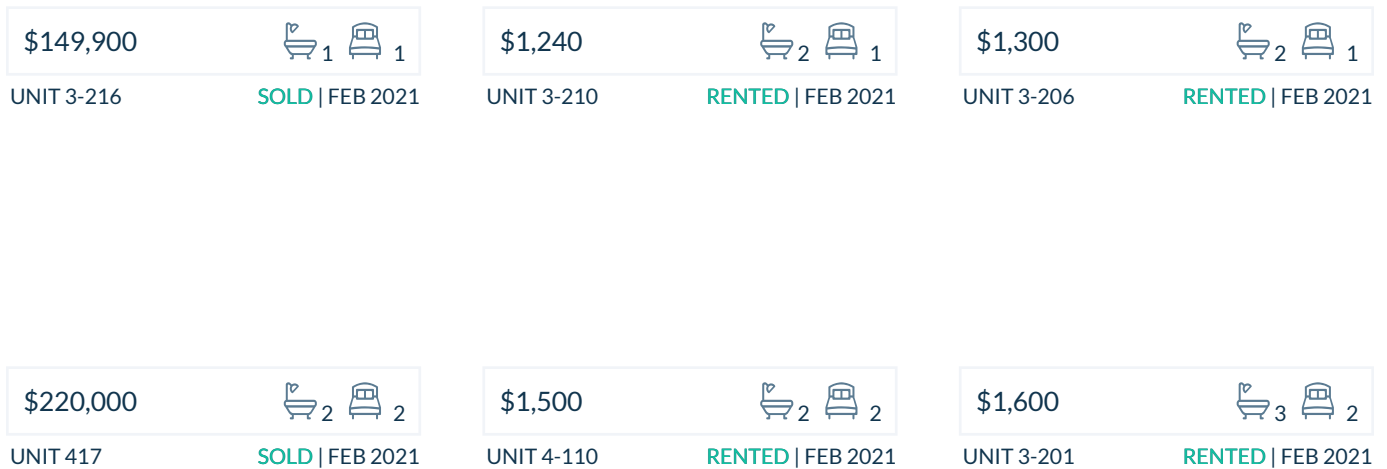 $149,900 1 1
UNIT 3-216 SOLD | FEB 2021
$1,240 2 1
UNIT 3-210 RENTED | FEB 2021
$1,300 2 1
UNIT 3-206 RENTED | FEB 2021
$220,000 2 2
UNIT 417 SOLD | FEB 2021
$1,500 2 2
UNIT 4-110 RENTED | FEB 2021
$1,600 3 2
UNIT 3-201 RENTED | FEB 2021